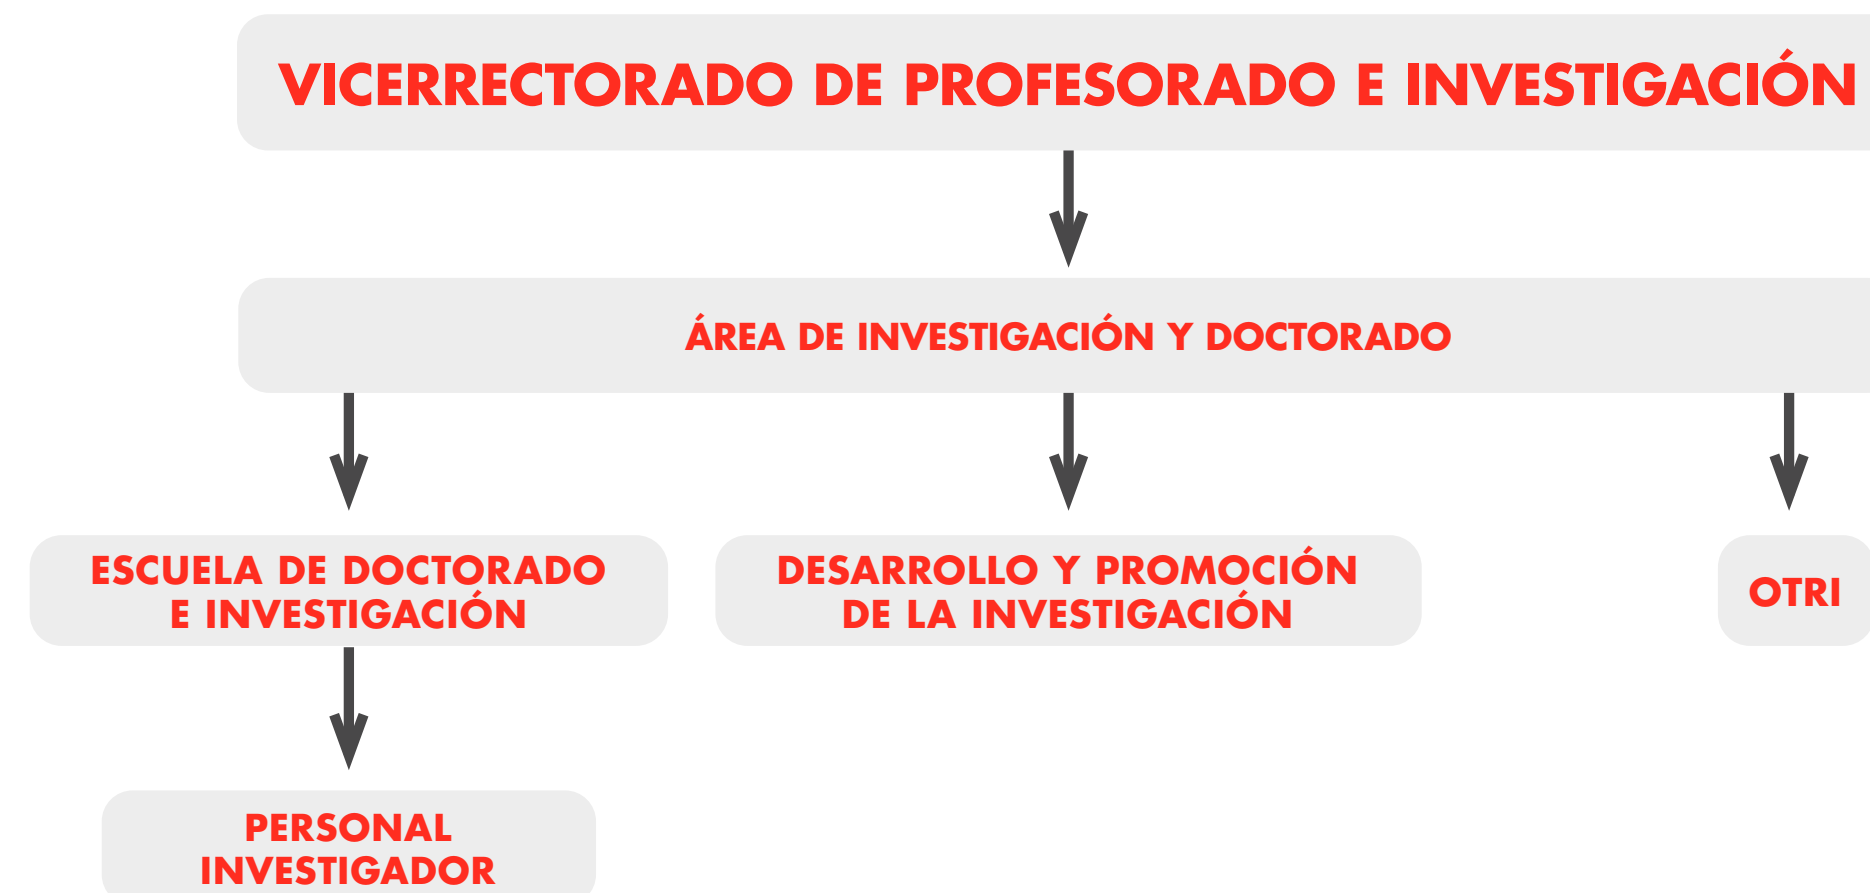 VICERRECTORADO DE PROFESORADO E INVESTIGACIÓN
ÁREA DE INVESTIGACIÓN Y DOCTORADO
ESCUELA DE DOCTORADO
E INVESTIGACIÓN
DESARROLLO Y PROMOCIÓN
DE LA INVESTIGACIÓN
OTRI
PERSONAL
INVESTIGADOR